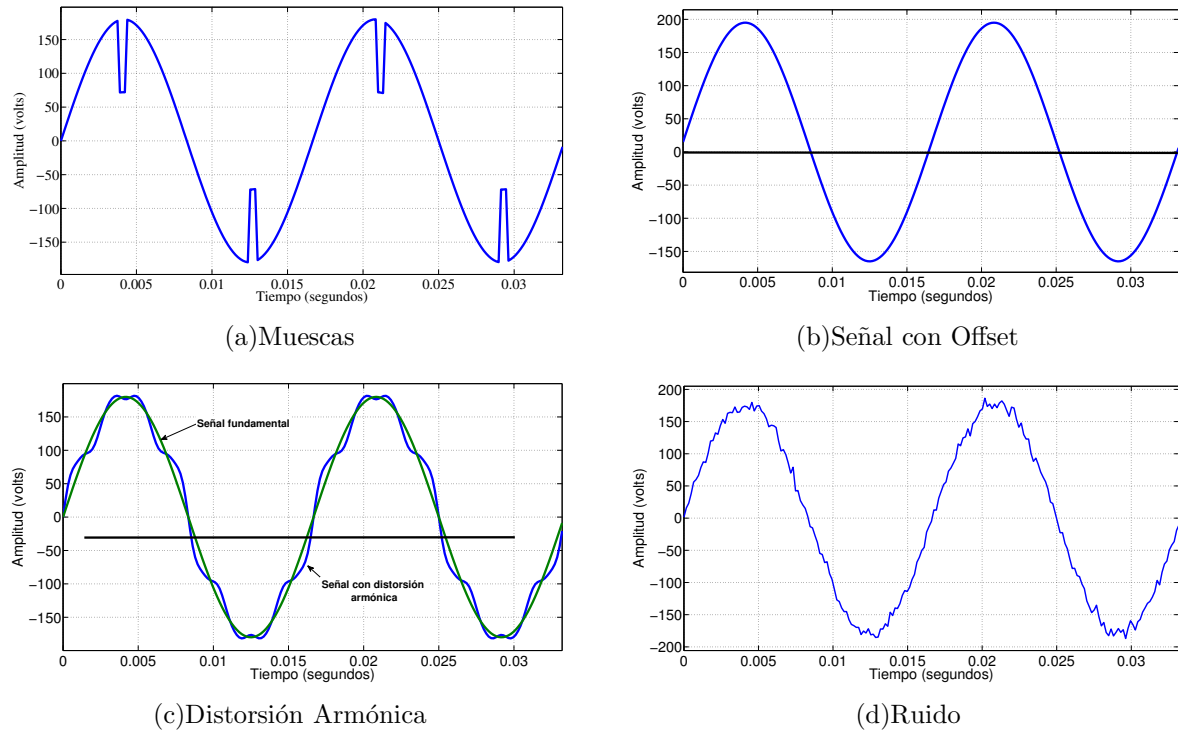 150
100
50
0
−50
−100
−150
Amplitud (volts)
0 0.005 0.01 0.015 0.02 0.025 0.03
Tiempo (segundos)
(a)Muescas
200
150
100
50
0
−50
−100
−150
Amplitud (volts)
0 0.005 0.01 0.015 0.02 0.025 0.03
Tiempo (segundos)
(b)Señal con Offset
150
100
50
0
−50
−100
−150
Amplitud (volts)
Señal fundamental
Señal con distorsión
armónica
0 0.005 0.01 0.015 0.02 0.025 0.03
Tiempo (segundos)
(c)Distorsión Armónica
200
150
100
50
0
−50
−100
−150
−200
Amplitud (volts)
0 0.005 0.01 0.015 0.02 0.025 0.03
Tiempo (segundos)
(d)Ruido